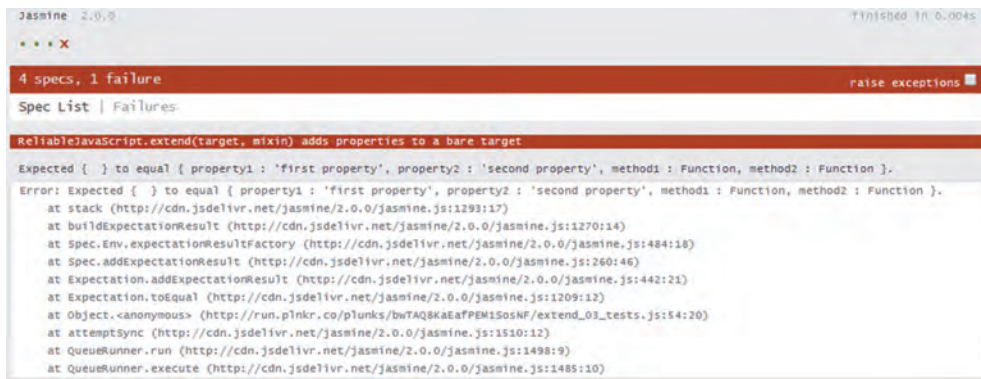 Jasmine 2.0.0 finished in 0.004s
• • • x
4 specs, 1 failure raise exceptions
Spec List | Failures
ReliableJavaScript.extend(target, mixin) adds properties to a bare target
Expected { } to equal { property1 : 'first property', property2 : 'second property', method1 : Function, method2 : Function }.
Error: Expected { } to equal { property1 : 'first property', property2 : 'second property', method1 : Function, method2 : Function }.
at stack (http://cdn.jsdelivr.net/jasmine/2.0.0/jasmine.js:1293:17)
at buildExpectationResult (http://cdn.jsdelivr.net/jasmine/2.0.0/jasmine.js:1270:14)
at Spec.Env.expectationResultFactory (http://cdn.jsdelivr.net/jasmine/2.0.0/jasmine.js:484:18)
at Spec.addExpectationResult (http://cdn.jsdelivr.net/jasmine/2.0.0/jasmine.js:260:46)
at Expectation.addExpectationResult (http://cdn.jsdelivr.net/jasmine/2.0.0/jasmine.js:442:21)
at Expectation.toEqual (http://cdn.jsdelivr.net/jasmine/2.0.0/jasmine.js:1209:12)
at Object.<anonymous> (http://run.plnkr.co/plunks/bwTAQ8KaEafPEM1SosNF/extend_03_tests.js:54:20)
at attemptSync (http://cdn.jsdelivr.net/jasmine/2.0.0/jasmine.js:1510:12)
at QueueRunner.run (http://cdn.jsdelivr.net/jasmine/2.0.0/jasmine.js:1498:9)
at QueueRunner.execute (http://cdn.jsdelivr.net/jasmine/2.0.0/jasmine.js:1485:10)